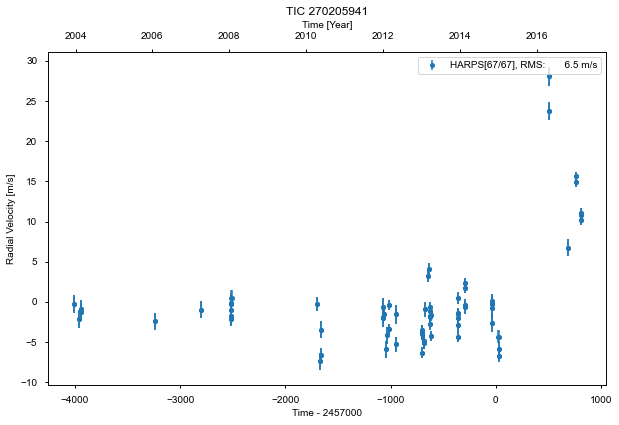 TIC 270205941
Time [Year]
2004 2006 2008 2010 2012 2014 2016
HARPS[67/67], RMS: 6.5 m/s
30
25
20
15
10
5
0
−5
−10
Radial Velocity [m/s]
−4000 −3000 −2000 −1000 0 1000
Time - 2457000